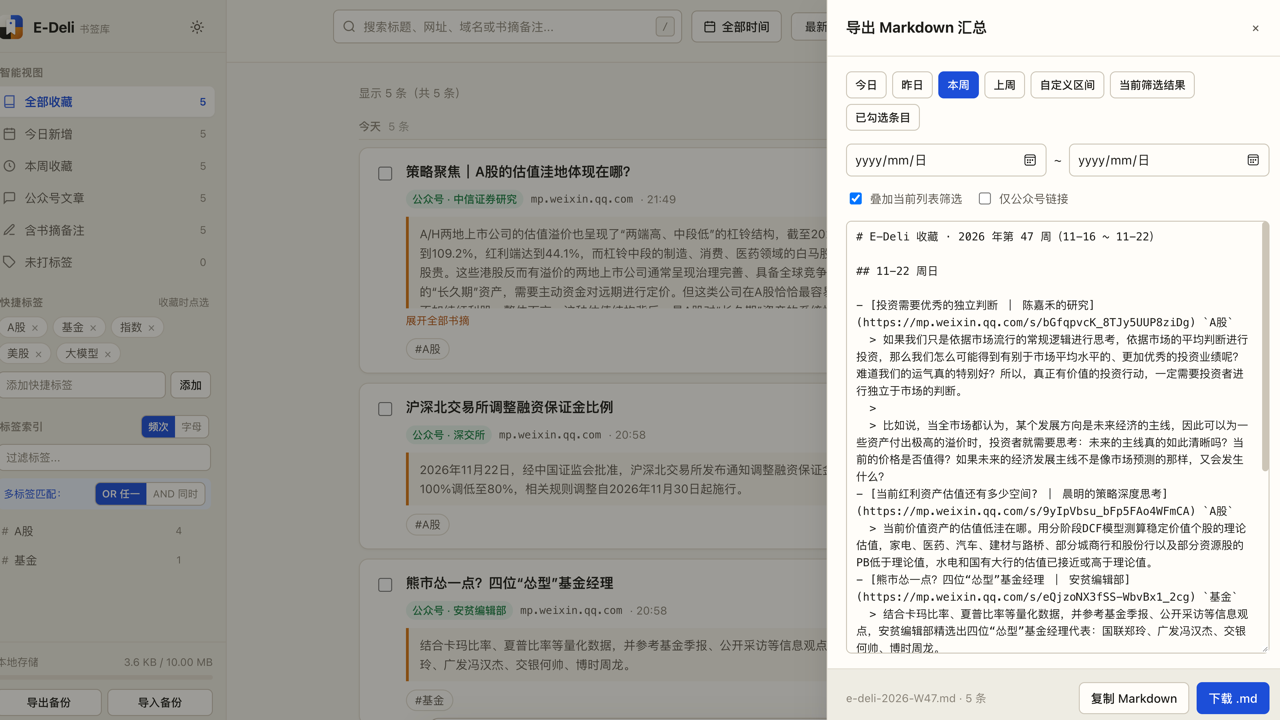 E-Deli 书签库
搜索标题、网址、域名或书摘备注...
/
全部时间
最新
智能视图
全部收藏 5
今日新增 5
本周收藏 5
公众号文章 5
含书摘备注 5
未打标签 0
快捷标签 收藏时点选
A股 ×
基金 ×
指数 ×
美股 ×
大模型 ×
添加快捷标签
添加
标签索引
频次
字母
过滤标签...
多标签匹配:
OR 任一
AND 同时
# A股 4
# 基金 1
本地存储 3.6 KB / 10.00 MB
导出备份
导入备份
显示 5 条（共 5 条）
今天 5 条
策略聚焦｜A股的估值洼地体现在哪？
公众号 · 中信证券研究 mp.weixin.qq.com · 21:49
A/H两地上市公司的估值溢价也呈现了“两端高、中段低”的杠铃结构，截至20
到109.2%，红利端达到44.1%，而杠铃中段的制造、消费、医药领域的白马股
股贵。这些港股反而有溢价的两地上市公司通常呈现治理完善、具备全球竞争
的“长久期”资产，需要主动资金对远期进行定价。但这类公司在A股恰恰最容易
展开全部书摘
#A股
沪深北交易所调整融资保证金比例
公众号 · 深交所 mp.weixin.qq.com · 20:58
2026年11月22日，经中国证监会批准，沪深北交易所发布通知调整融资保证金
100%调低至80%，相关规则调整自2026年11月30日起施行。
#A股
熊市怂一点？四位“怂型”基金经理
公众号 · 安贫编辑部 mp.weixin.qq.com · 20:58
结合卡玛比率、夏普比率等量化数据，并参考基金季报、公开采访等信息观点
玲、广发冯汉杰、交银何帅、博时周龙。
#基金
导出 Markdown 汇总
×
今日
昨日
本周
上周
自定义区间
当前筛选结果
已勾选条目
yyyy/mm/日 ~ yyyy/mm/日
叠加当前列表筛选
仅公众号链接
# E-Deli 收藏 · 2026 年第 47 周（11-16 ~ 11-22）
## 11-22 周日
- [投资需要优秀的独立判断 ｜ 陈嘉禾的研究]
(https://mp.weixin.qq.com/s/bGfqpvcK_8TJy5UUP8ziDg) `A股`
> 如果我们只是依据市场流行的常规逻辑进行思考，依据市场的平均判断进行
投资，那么我们怎么可能得到有别于市场平均水平的、更加优秀的投资业绩呢？
难道我们的运气真的特别好？所以，真正有价值的投资行动，一定需要投资者进
行独立于市场的判断。
>
> 比如说，当全市场都认为，某个发展方向是未来经济的主线，因此可以为一
些资产付出极高的溢价时，投资者就需要思考：未来的主线真的如此清晰吗？当
前的价格是否值得？如果未来的经济发展主线不是像市场预测的那样，又会发生
什么？
- [当前红利资产估值还有多少空间？ ｜ 晨明的策略深度思考]
(https://mp.weixin.qq.com/s/9yIpVbsu_bFp5FAo4WFmCA) `A股`
> 当前价值资产的估值低洼在哪。用分阶段DCF模型测算稳定价值个股的理论
估值，家电、医药、汽车、建材与路桥、部分城商行和股份行以及部分资源股的
PB低于理论值，水电和国有大行的估值已接近或高于理论值。
- [熊市怂一点？四位“怂型”基金经理 ｜ 安贫编辑部]
(https://mp.weixin.qq.com/s/eQjzoNX3fSS-WbvBx1_2cg) `基金`
> 结合卡玛比率、夏普比率等量化数据，并参考基金季报、公开采访等信息观
点，安贫编辑部精选出四位“怂型”基金经理代表：国联郑玲、广发冯汉杰、交银
何帅、博时周龙。
e-deli-2026-W47.md · 5 条
复制 Markdown
下载 .md